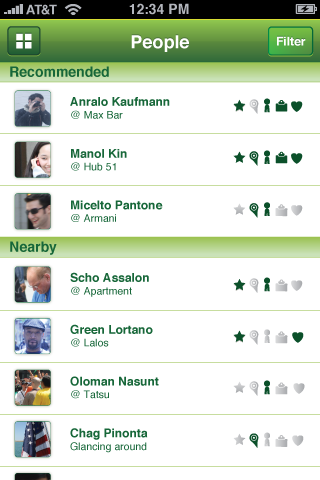 AT&T 12:34 PM
People
Filter
Recommended
Anralo Kaufmann
@ Max Bar
Manol Kin
@ Hub 51
Micelto Pantone
@ Armani
Nearby
Scho Assalon
@ Apartment
Green Lortano
@ Lalos
Oloman Nasunt
@ Tatsu
Chag Pinonta
Glancing around